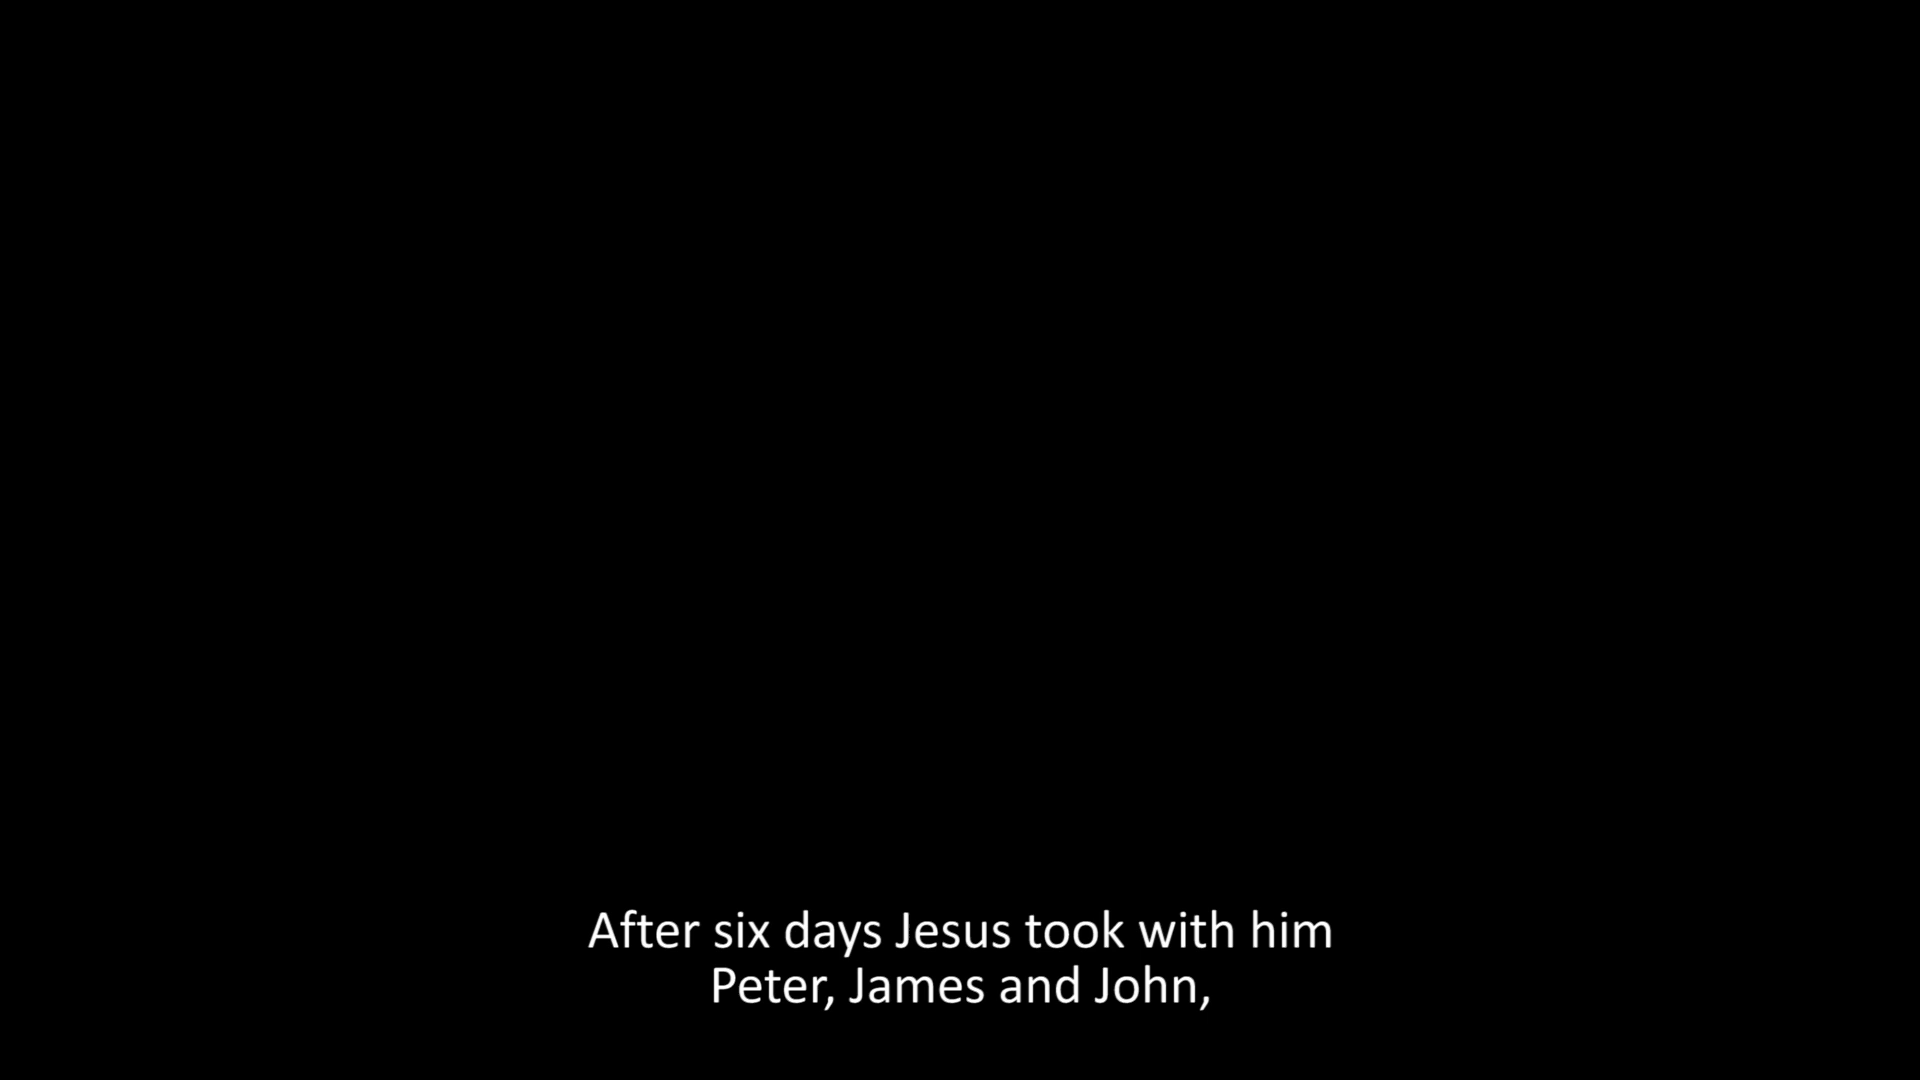 After six days Jesus took with him
Peter, James and John,